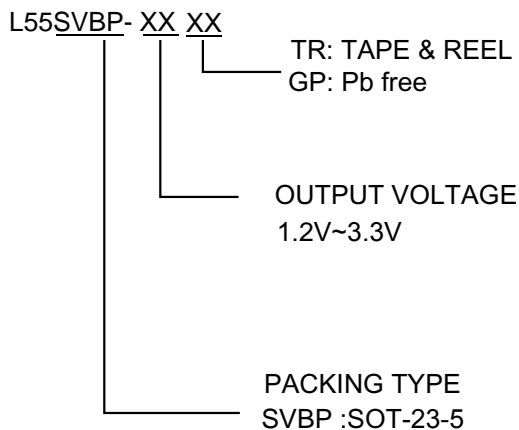 L55SVBP- XX XX
TR: TAPE & REEL
GP: Pb free
OUTPUT VOLTAGE
1.2V~3.3V
PACKING TYPE
SVBP :SOT-23-5